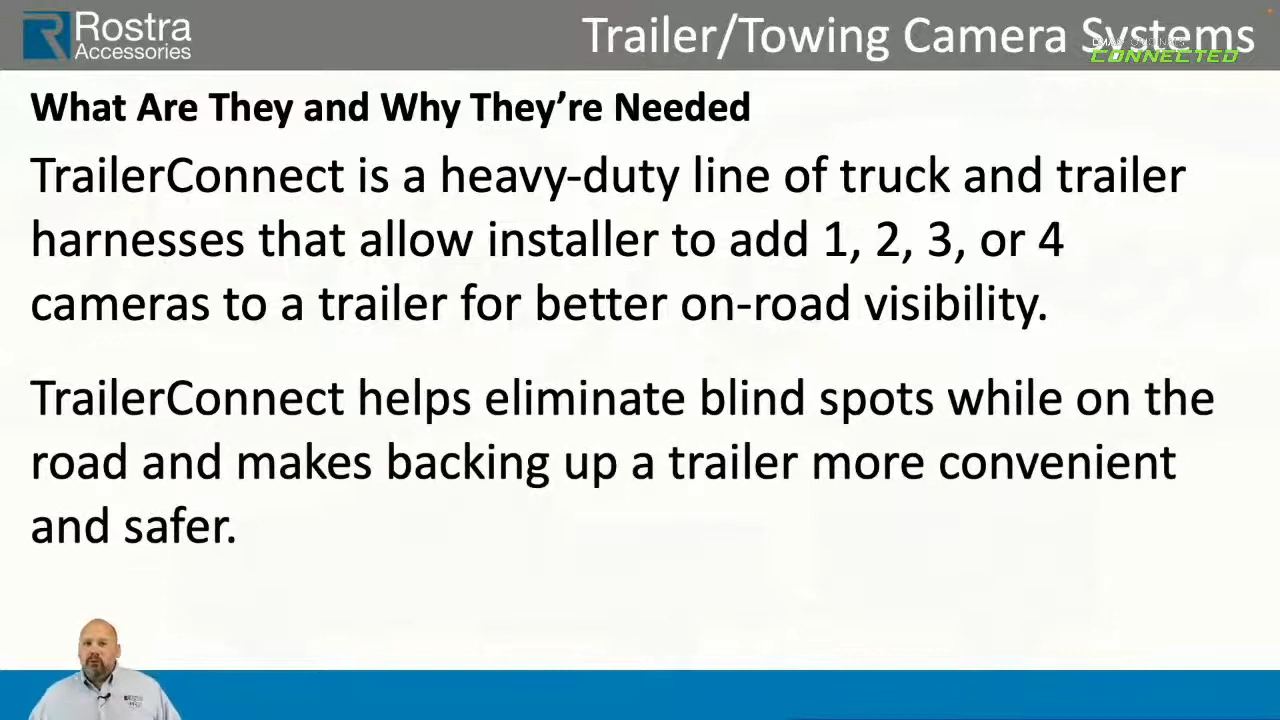 Rostra
Accessories
Trailer/Towing Camera Systems
CONNECTED
What Are They and Why They’re Needed
TrailerConnect is a heavy-duty line of truck and trailer
harnesses that allow installer to add 1, 2, 3, or 4
cameras to a trailer for better on-road visibility.
TrailerConnect helps eliminate blind spots while on the
road and makes backing up a trailer more convenient
and safer.